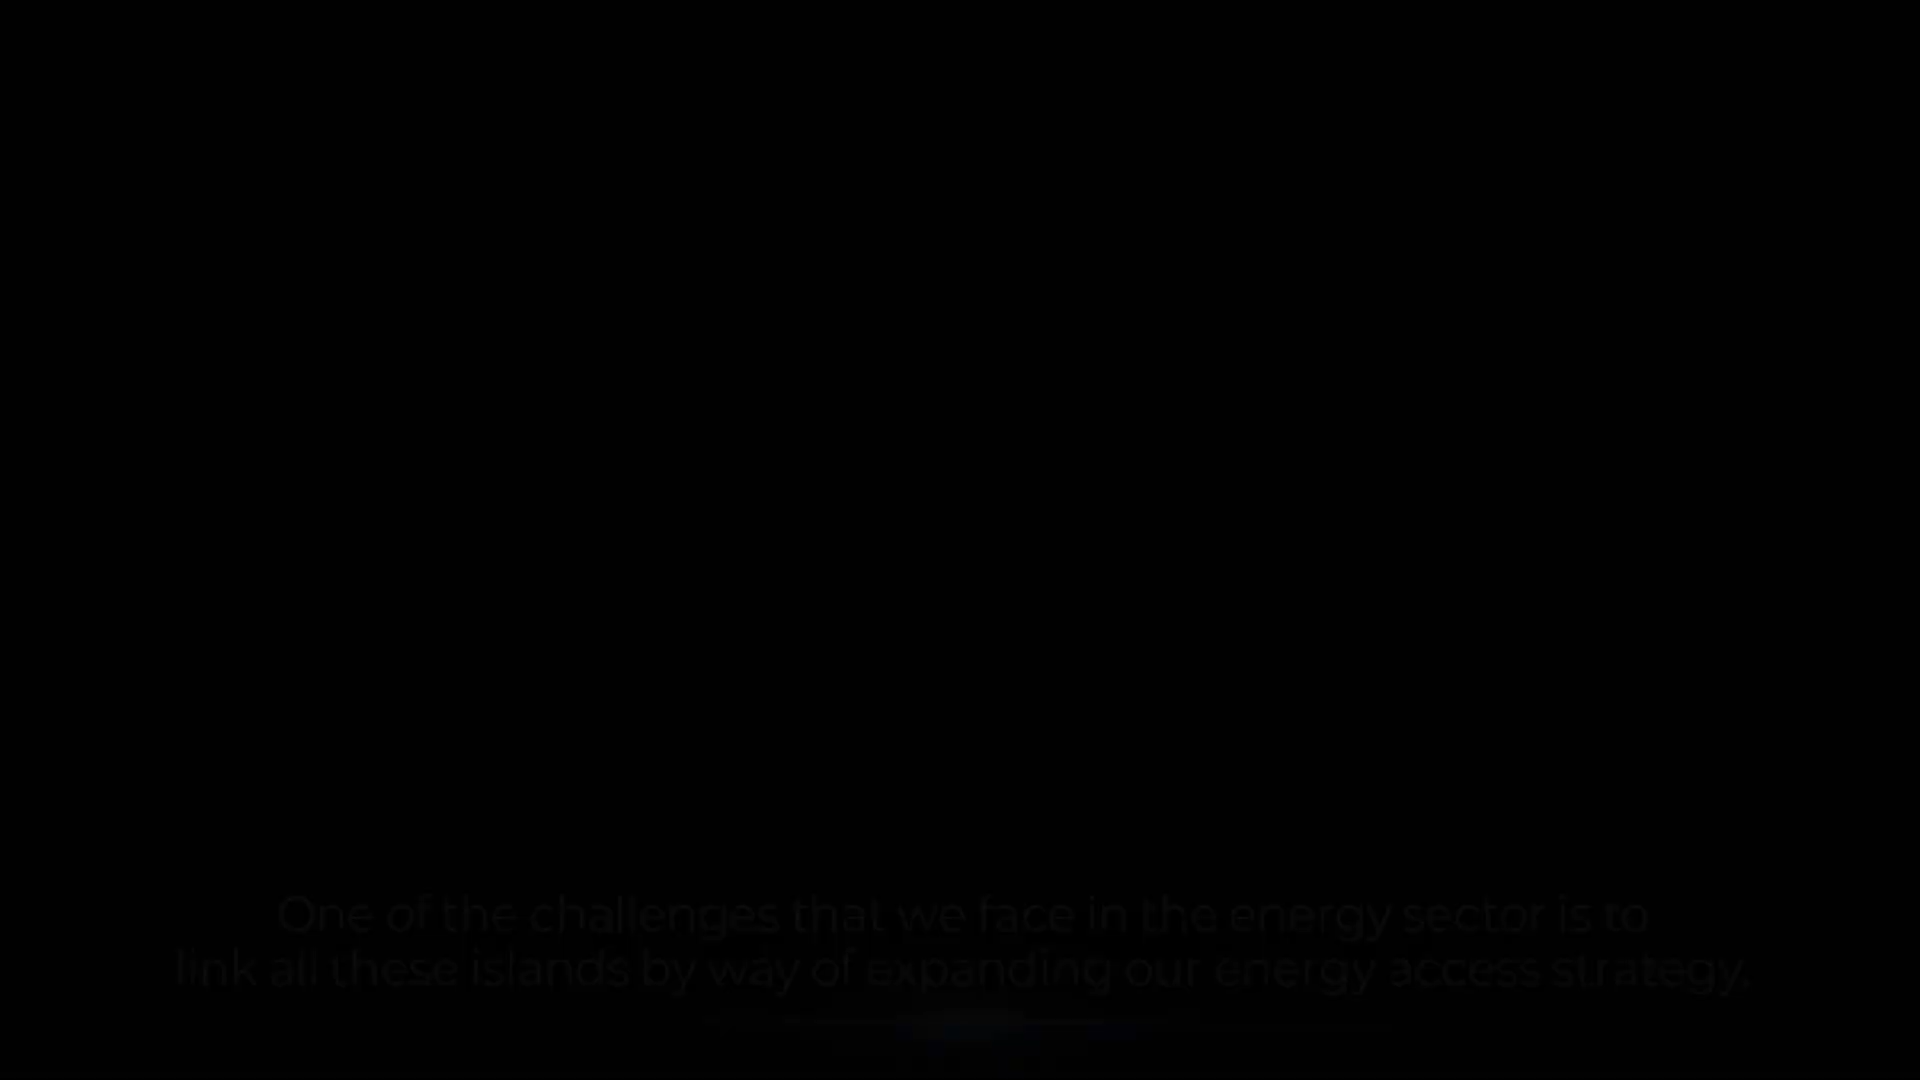 One of the challenges that we face in the energy sector is to
link all these islands by way of expanding our energy access strategy.